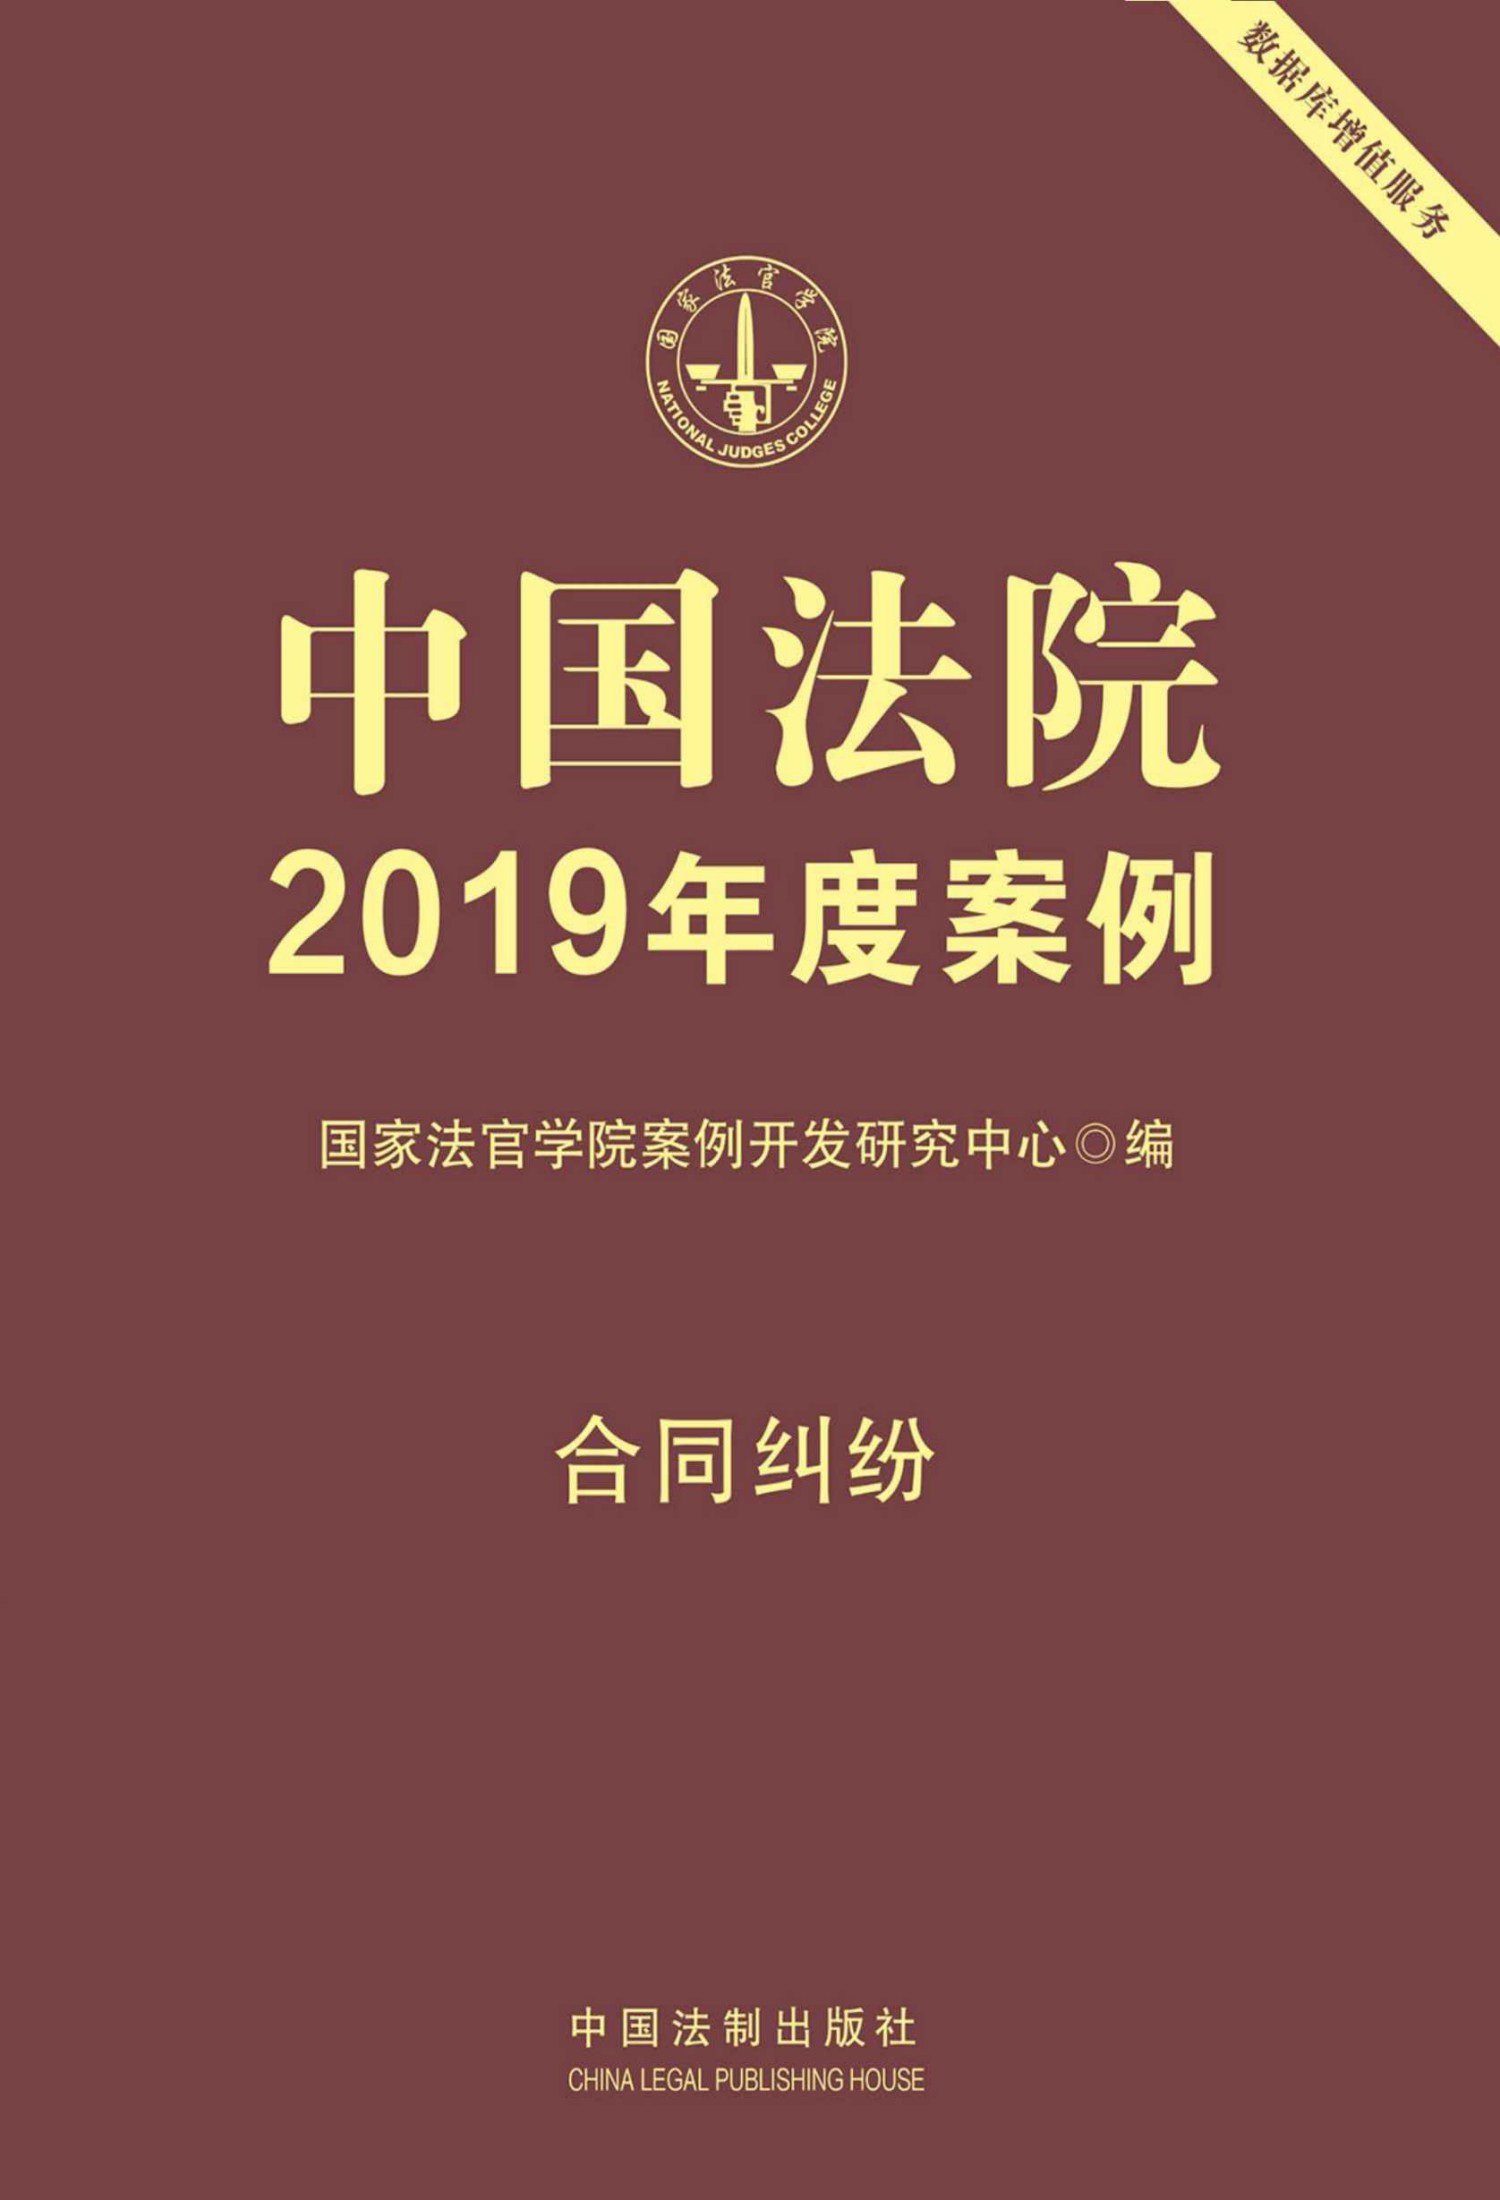 数据库增值服务
国家法官学院
NATIONAL JUDGES COLLEGE
中国法院
2019年度案例
国家法官学院案例开发研究中心◎编
合同纠纷
中国法制出版社
CHINA LEGAL PUBLISHING HOUSE